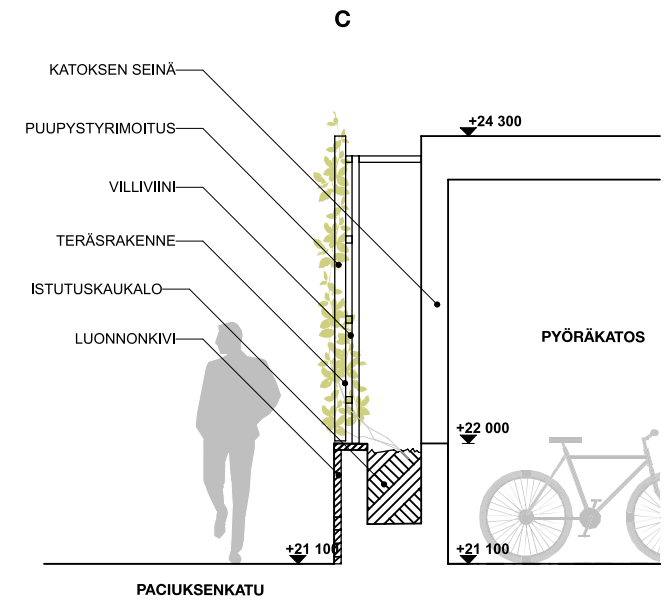 C
KATOKSEN SEINÄ
PUUPYSTYRIMOITUS
VILLIVIINI
TERÄSRAKENNE
ISTUTUSKAUKALO
LUONNONKIVI
+24 300
PYÖRÄKATOS
+22 000
+21 100
+21 100
PACIUKSENKATU